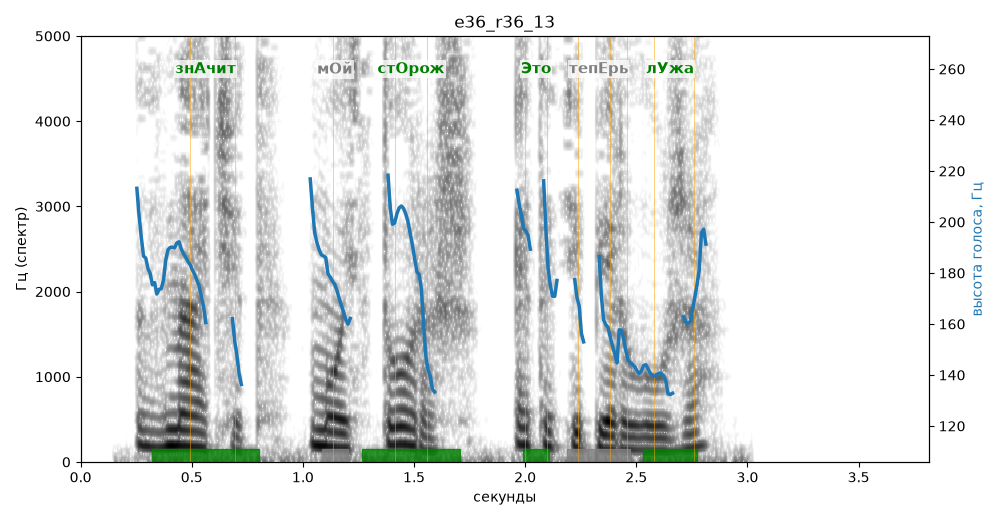 e36_r36_13
знАчит мОй стОрож Это тепЕрь лУжа
5000
4000
3000
2000
1000
0
Гц (спектр)
260
240
220
200
180
160
140
120
высота голоса, Гц
0.0 0.5 1.0 1.5 2.0 2.5 3.0 3.5
секунды